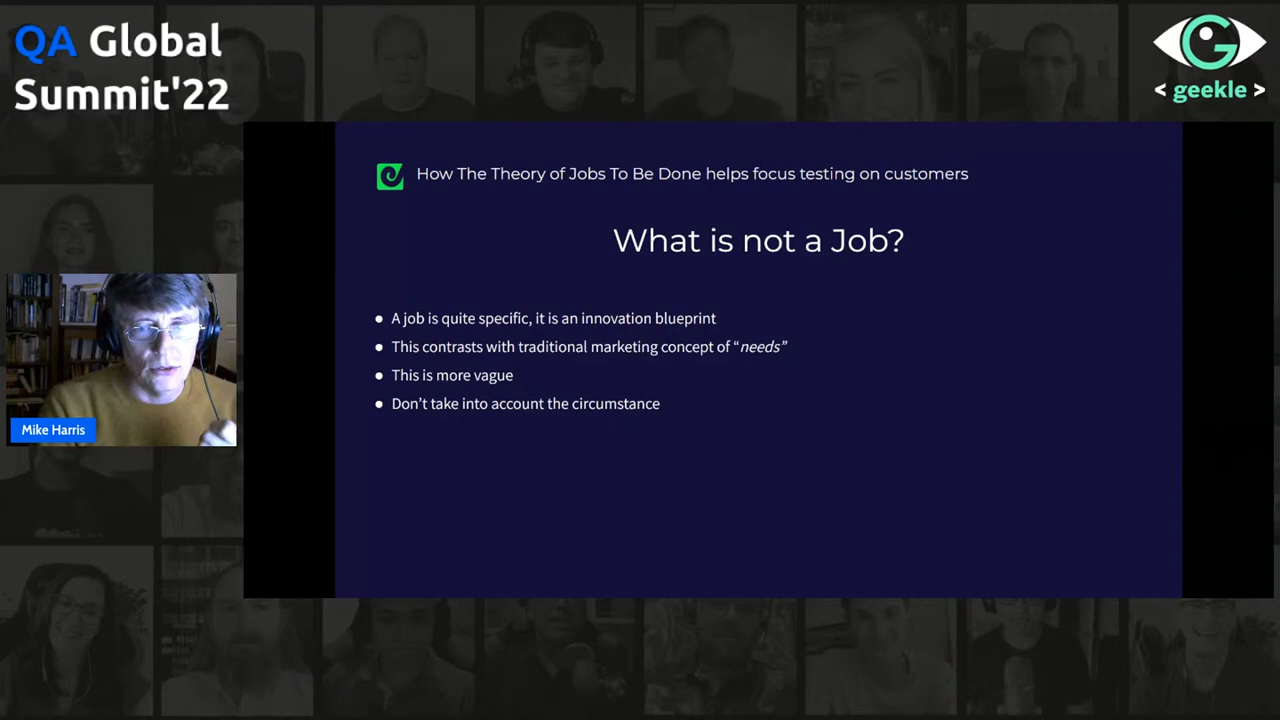 QA Global
Summit'22
< geekle >
How The Theory of Jobs To Be Done helps focus testing on customers
What is not a Job?
● A job is quite specific, it is an innovation blueprint
● This contrasts with traditional marketing concept of “needs”
● This is more vague
● Don’t take into account the circumstance
Mike Harris